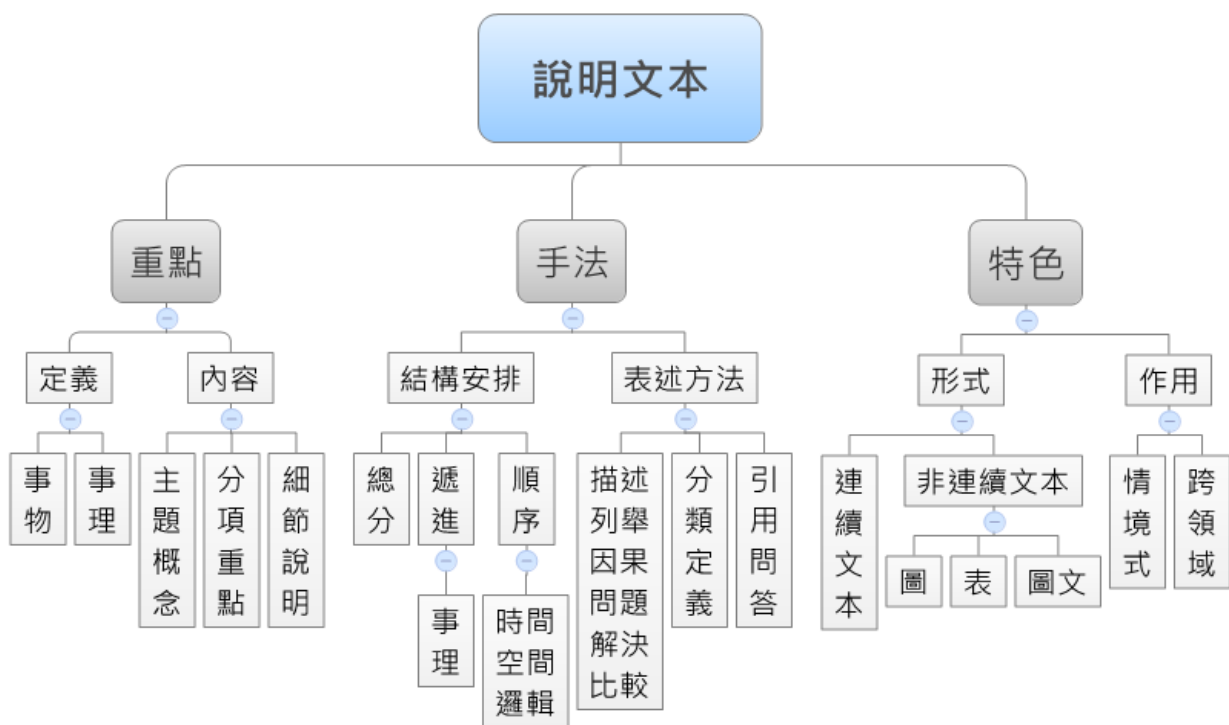 說明文本
重點
手法
特色
定義
內容
結構安排
表述方法
形式
作用
事物
事理
主題概念
分項重點
細節說明
總分
遞進
順序
描述
列舉
因果
問題
解決
比較
分類定義
引用問答
連續文本
非連續文本
情境式
跨領域
事理
時間
空間
邏輯
圖
表
圖文